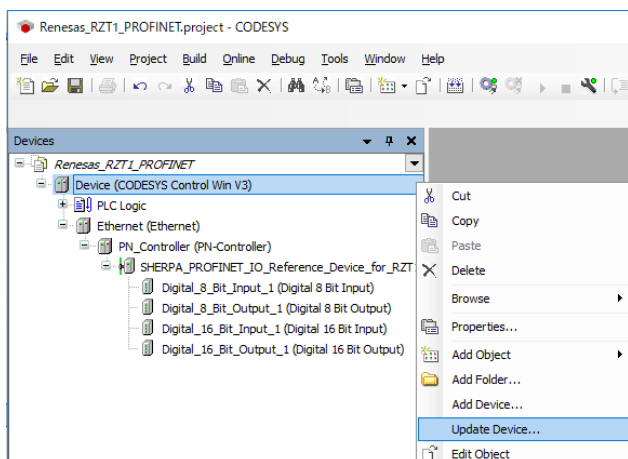 Renesas_RZT1_PROFINET.project - CODESYS
File Edit View Project Build Online Debug Tools Window Help
Devices
Renesas_RZT1_PROFINET
Device (CODESYS Control Win V3)
PLC Logic
Ethernet (Ethernet)
PN_Controller (PN-Controller)
SHERPA_PROFINET_IO_Reference_Device_for_RZT1
Digital_8_Bit_Input_1 (Digital 8 Bit Input)
Digital_8_Bit_Output_1 (Digital 8 Bit Output)
Digital_16_Bit_Input_1 (Digital 16 Bit Input)
Digital_16_Bit_Output_1 (Digital 16 Bit Output)
Cut
Copy
Paste
Delete
Browse
Properties...
Add Object
Add Folder...
Add Device...
Update Device...
Edit Object